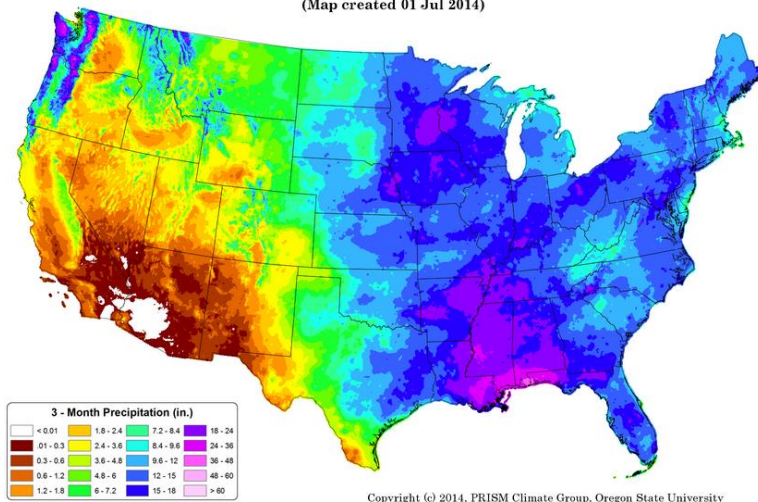 (Map created 01 Jul 2014)
3 - Month Precipitation (in.)
< 0.01
.01 - 0.3
0.3 - 0.6
0.6 - 1.2
1.2 - 1.8
1.8 - 2.4
2.4 - 3.6
3.6 - 4.8
4.8 - 6
6 - 7.2
7.2 - 8.4
8.4 - 9.6
9.6 - 12
12 - 15
15 - 18
18 - 24
24 - 36
36 - 48
48 - 60
> 60
Copyright (c) 2014, PRISM Climate Group, Oregon State University